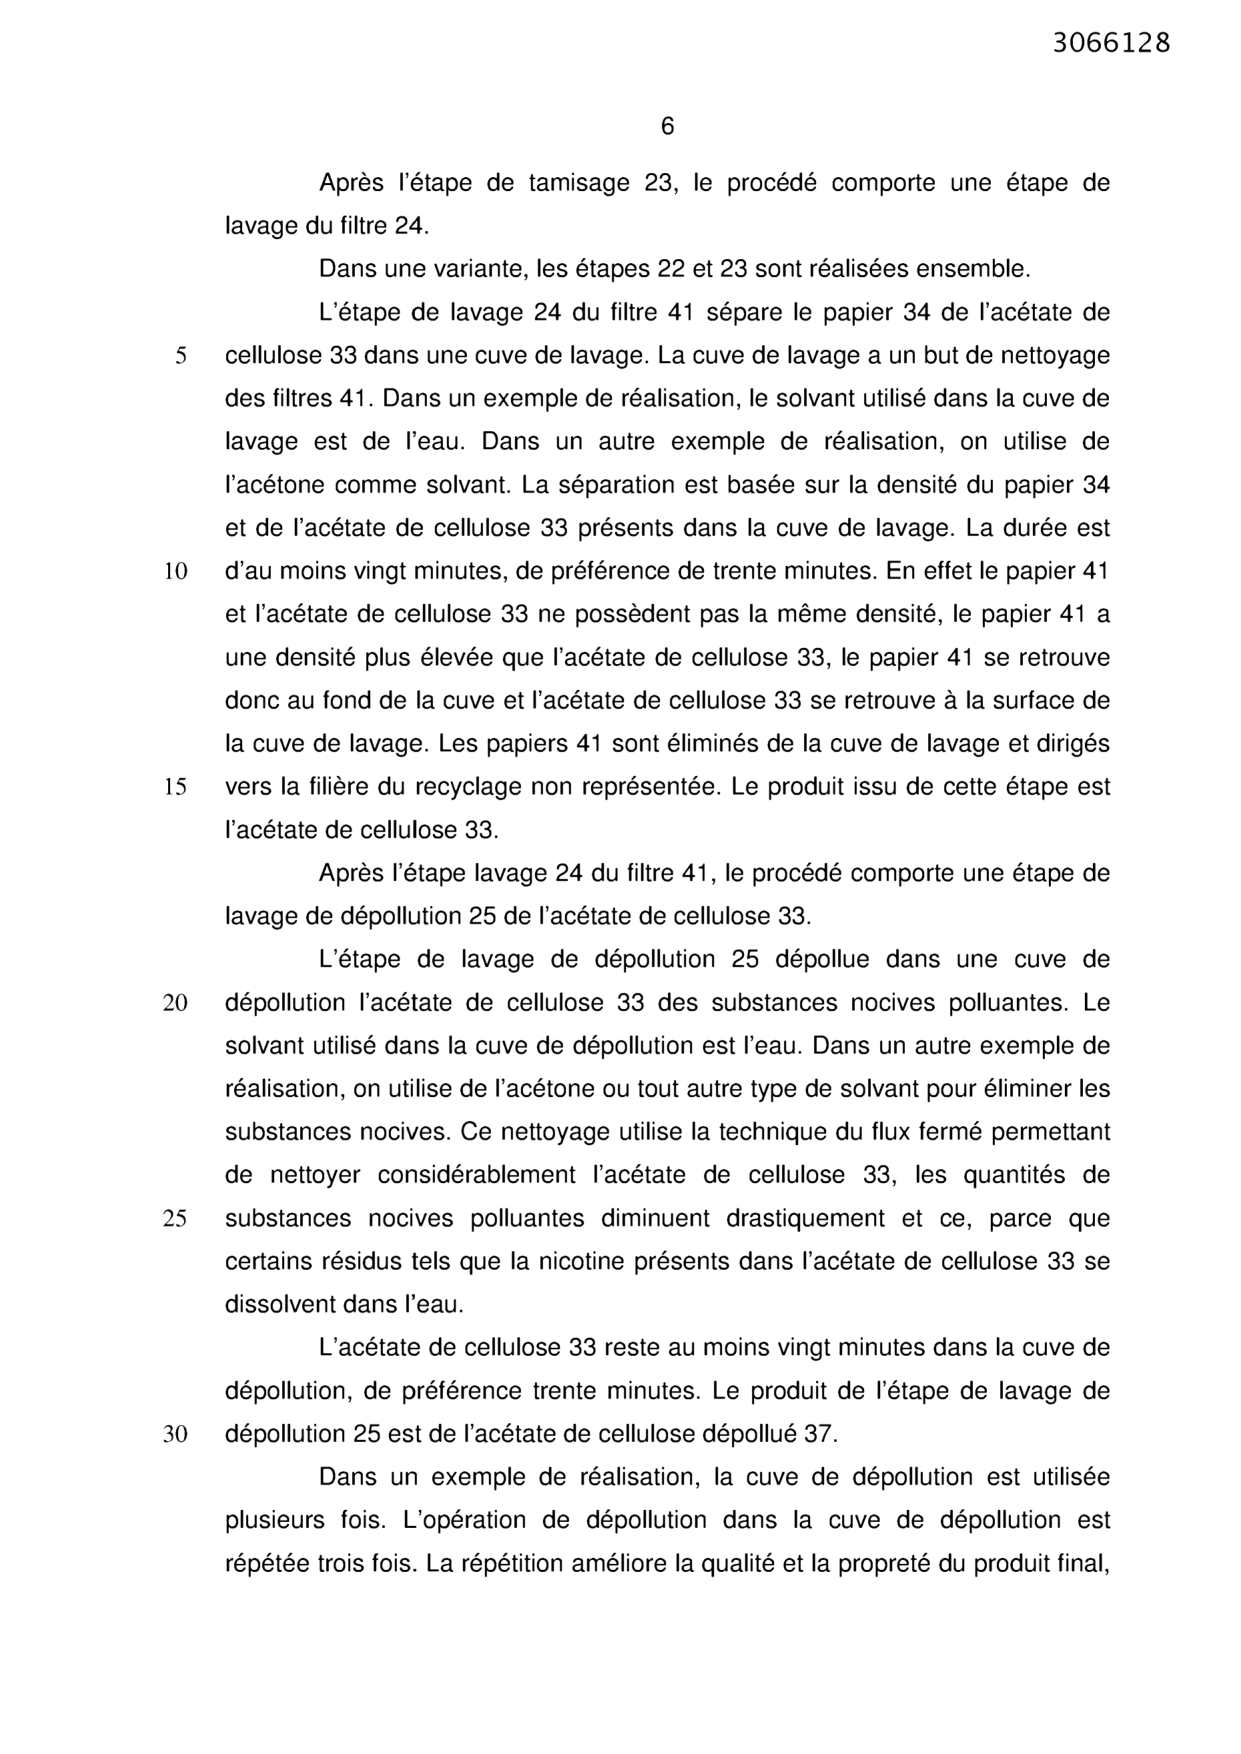 3066128
6
Après l'étape de tamisage 23, le procédé comporte une étape de
lavage du filtre 24.
Dans une variante, les étapes 22 et 23 sont réalisées ensemble.
L'étape de lavage 24 du filtre 41 sépare le papier 34 de l'acétate de
5 cellulose 33 dans une cuve de lavage. La cuve de lavage a un but de nettoyage
des filtres 41. Dans un exemple de réalisation, le solvant utilisé dans la cuve de
lavage est de l'eau. Dans un autre exemple de réalisation, on utilise de
l'acétone comme solvant. La séparation est basée sur la densité du papier 34
et de l'acétate de cellulose 33 présents dans la cuve de lavage. La durée est
10 d'au moins vingt minutes, de préférence de trente minutes. En effet le papier 41
et l'acétate de cellulose 33 ne possèdent pas la même densité, le papier 41 a
une densité plus élevée que l'acétate de cellulose 33, le papier 41 se retrouve
donc au fond de la cuve et l'acétate de cellulose 33 se retrouve à la surface de
la cuve de lavage. Les papiers 41 sont éliminés de la cuve de lavage et dirigés
15 vers la filière du recyclage non représentée. Le produit issu de cette étape est
l'acétate de cellulose 33.
Après l'étape lavage 24 du filtre 41, le procédé comporte une étape de
lavage de dépollution 25 de l'acétate de cellulose 33.
L'étape de lavage de dépollution 25 dépollue dans une cuve de
20 dépollution l'acétate de cellulose 33 des substances nocives polluantes. Le
solvant utilisé dans la cuve de dépollution est l'eau. Dans un autre exemple de
réalisation, on utilise de l'acétone ou tout autre type de solvant pour éliminer les
substances nocives. Ce nettoyage utilise la technique du flux fermé permettant
de nettoyer considérablement l'acétate de cellulose 33, les quantités de
25 substances nocives polluantes diminuent drastiquement et ce, parce que
certains résidus tels que la nicotine présents dans l'acétate de cellulose 33 se
dissolvent dans l'eau.
L'acétate de cellulose 33 reste au moins vingt minutes dans la cuve de
dépollution, de préférence trente minutes. Le produit de l'étape de lavage de
30 dépollution 25 est de l'acétate de cellulose dépollué 37.
Dans un exemple de réalisation, la cuve de dépollution est utilisée
plusieurs fois. L'opération de dépollution dans la cuve de dépollution est
répétée trois fois. La répétition améliore la qualité et la propreté du produit final,